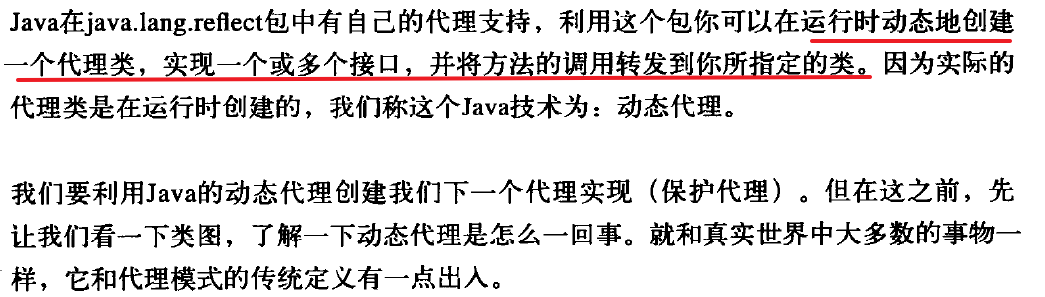 Java在java.lang.reflect包中有自己的代理支持，利用这个包你可以在运行时动态地创建
一个代理类，实现一个或多个接口，并将方法的调用转发到你所指定的类。因为实际的
代理类是在运行时创建的，我们称这个Java技术为：动态代理。
我们要利用Java的动态代理创建我们下一个代理实现（保护代理）。但在这之前，先
让我们看一下类图，了解一下动态代理是怎么一回事。就和真实世界中大多数的事物一
样，它和代理模式的传统定义有一点出入。